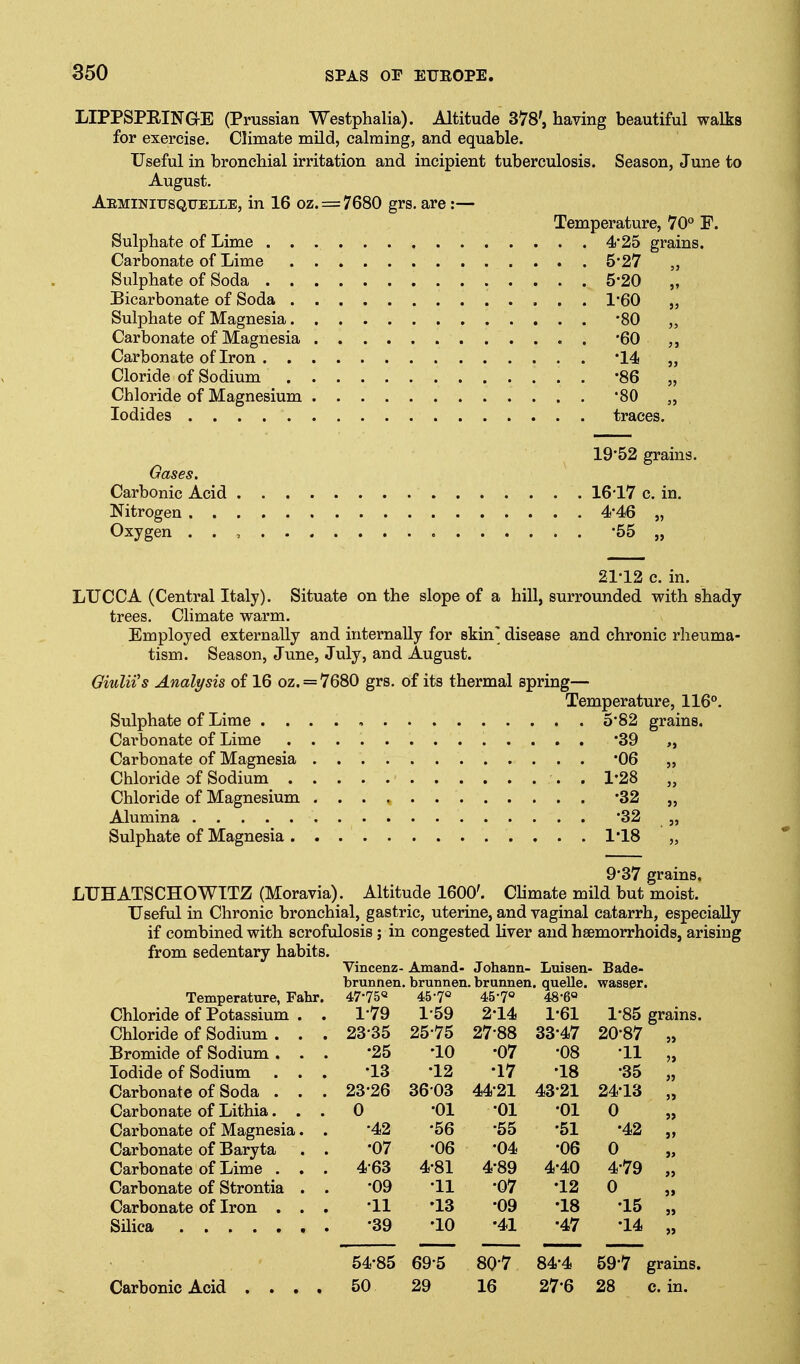 350 SPAS OF EUROPE.
LIPPSPRINGE (Prussian Westphalia). Altitude 378', having beautiful walks
for exercise. Climate mild, calming, and equable.
Useful in bronchial irritation and incipient tuberculosis. Season, June to
August.
ARMINIUSQUELLE, in 16 oz. = 7680 grs. are :—
Temperature, 70° F.
Sulphate of Lime . . . . . . . . . . . . . . . . 4·25 grains.
Carbonate of Lime . . . . . . . . . . . . . . . 5·27 „
Sulphate of Soda . . . . . . . . . . . . . . . . 5·20 „
Bicarbonate of Soda . . . . . . . . . . . . . . . 1·60 „
Sulphate of Magnesia. . . . . . . . . . . . . . . ·80 „
Carbonate of Magnesia . . . . . . . . . . . . . . ·60 „
Carbonate of Iron . . . . . . . . . . . . . . . . ·14 „
Cloride of Sodium . . . . . . . . . . . . . . . ·86 „
Chloride of Magnesium . . . . . . . . . . . . . . ·80 „
Iodides . . . . . . . . . . . . . . . . . . . . traces.
19·52 grains.
Gases.
Carbonic Acid . . . . . . . . . . . . . . . . . 16·17 c. in.
Nitrogen . . . . . . . . . . . . . . . . . . . 4·46 „
Oxygen . . . . . . . . . . . . . . . . . . . . ·55 „
21·12 c. in.
LUCCA (Central Italy). Situate on the slope of a hill, surrounded with shady
trees. Climate warm.
Employed externally and internally for skin disease and chronic rheuma-
tism. Season, June, July, and August.
Giulii's Analysis of 16 oz. = 7680 grs. of its thermal spring—
Temperature, 116°.
Sulphate of Lime . . . . . . . . . . . . . . . . 5·82 grains.
Carbonate of Lime . . . . . . . . . . . . . . . ·39 „
Carbonate of Magnesia . . . . . . . . . . . . . . ·06 „
Chloride of Sodium . . . . . . . . . . . . . . . 1·28 „
Chloride of Magnesium . . . . . . . . . . . . . . ·32 „
Alumina . . . . . . . . . . . . . . . . . . . . ·32 „
Sulphate of Magnesia . . . . . . . . . . . . . . 1·18 „
9·37 grains.
LUHATSCHOWITZ (Moravia). Altitude 1600'. Climate mild but moist.
Useful in Chronic bronchial, gastric, uterine, and vaginal catarrh, especially
if combined with scrofulosis; in congested liver and hæmorrhoids, arising
from sedentary habits.
Vincenz- Amand- Johann- Luisen- Bade-
brunnen. brunnen. brunnen. quelle. wasser.
Temperature, Fahr. 47·75° 45·7° 45·7° 48·6°
Chloride of Potassium . . 1·79 1·59 2·14 1·61 1·85 grains.
Chloride of Sodium . . . 23·35 25·75 27·88 33·47 20·87 „
Bromide of Sodium . . . ·25 ·10 ·07 ·08 ·11 „
Iodide of Sodium . . . ·13 ·12 ·17 ·18 ·35 „
Carbonate of Soda . . . 23·26 36·03 44·21 43·21 24·13 „
Carbonate of Lithia. . . 0 ·01 ·01 ·01 0 „
Carbonate of Magnesia. . ·42 ·56 ·55 ·51 ·42 „
Carbonate of Baryta . . ·07 ·06 ·04 ·06 0 „
Carbonate of Lime . . . 4·63 4·81 4·89 4·40 4·79 „
Carbonate of Strontia . . ·09 ·11 ·07 ·12 0 „
Carbonate of Iron . . . ·11 ·13 ·09 ·18 ·15 „
Silica . . . . . . . ·39 ·10 ·41 ·47 ·14 „
54·85 69·5 80·7 84·4 59·7 grains.
Carbonic Acid . . . . 50 29 16 27·6 28 c. in.